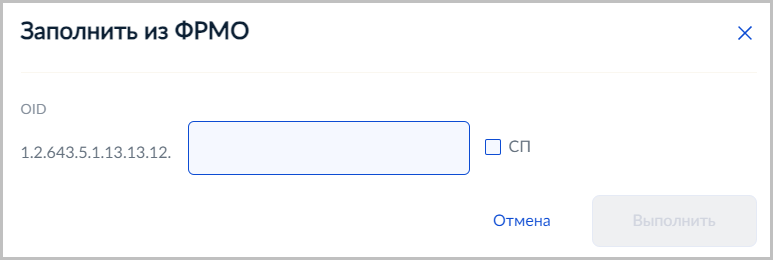 Заполнить из ФРМО
OID
1.2.643.5.1.13.13.12.
СП
Отмена
Выполнить